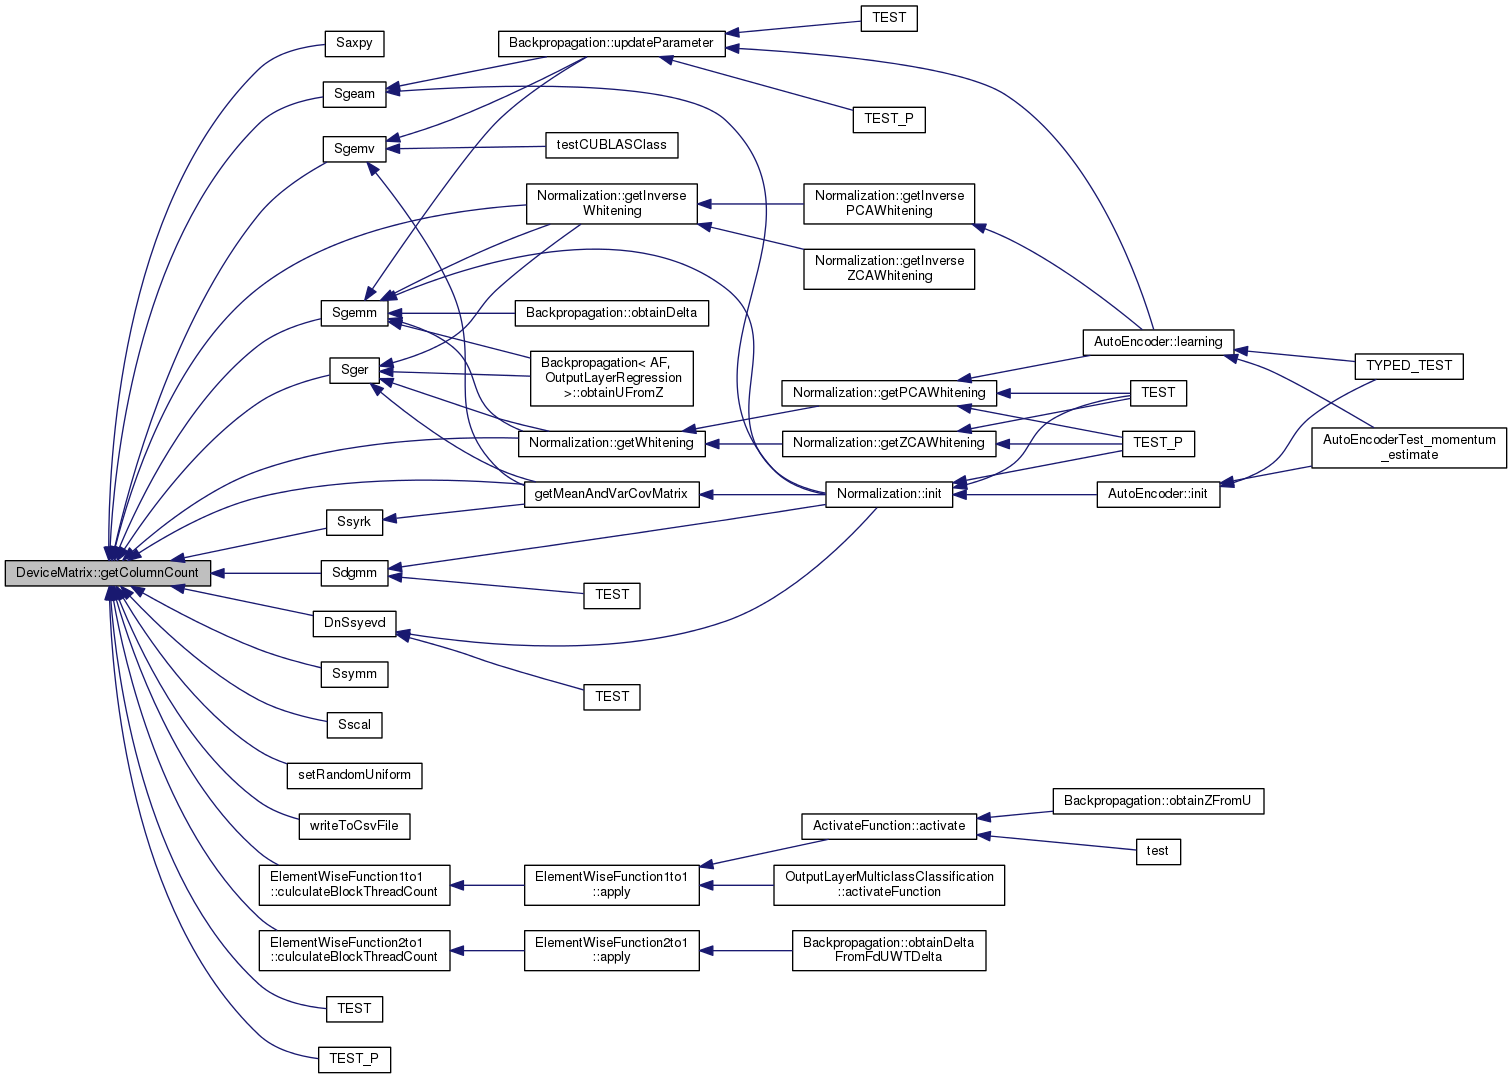 DeviceMatrix::getColumnCount
Saxpy
Sgeam
Sgemv
Sgemm
Sger
Ssyrk
Sdgmm
DnSsyevd
Ssymm
Sscal
setRandomUniform
writeToCsvFile
ElementWiseFunction1to1
::culculateBlockThreadCount
ElementWiseFunction2to1
::culculateBlockThreadCount
TEST
TEST_P
Backpropagation::updateParameter
testCUBLASClass
Normalization::getInverse
Whitening
Backpropagation::obtainDelta
Backpropagation< AF,
OutputLayerRegression
>::obtainUFromZ
Normalization::getWhitening
getMeanAndVarCovMatrix
TEST
TEST
ElementWiseFunction1to1
::apply
ElementWiseFunction2to1
::apply
TEST
TEST_P
Normalization::getInverse
PCAWhitening
Normalization::getInverse
ZCAWhitening
Normalization::getPCAWhitening
Normalization::getZCAWhitening
Normalization::init
ActivateFunction::activate
OutputLayerMulticlassClassification
::activateFunction
Backpropagation::obtainDelta
FromFdUWTDelta
AutoEncoder::learning
TEST
TEST_P
AutoEncoder::init
Backpropagation::obtainZFromU
test
TYPED_TEST
AutoEncoderTest_momentum
_estimate